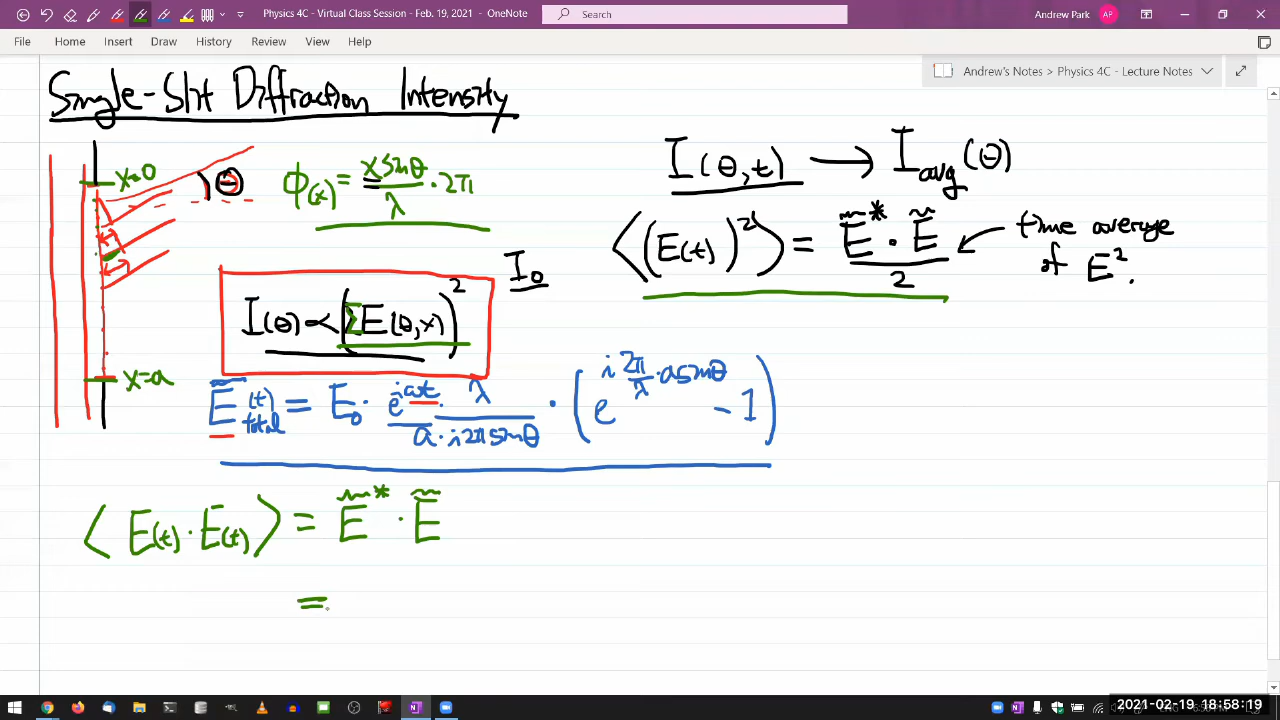 Physics 4C - Virtual Class Session - Feb. 19, 2021 - OneNote
Search
Andrew Park
AP
File Home Insert Draw History Review View Help
Andrew's Notes > Physics 4C - Lecture Notes
Single-Slit Diffraction Intensity
x=0
θ
ϕ(x) = x sinθ / λ · 2π
I(θ,t) → I_avg(θ)
⟨(E(t))²⟩ = Ẽ* · Ẽ / 2
time average
of E².
I₀
I(θ) ∝ (ΣE(θ,x))²
x=a
Ẽ_total(t) = E₀ · e^{iωt} · λ / a · i2π sinθ · (e^{i 2π/λ · a sinθ} - 1)
⟨E(t) · E(t)⟩ = Ẽ* · Ẽ
=
2021-02-19 18:58:19